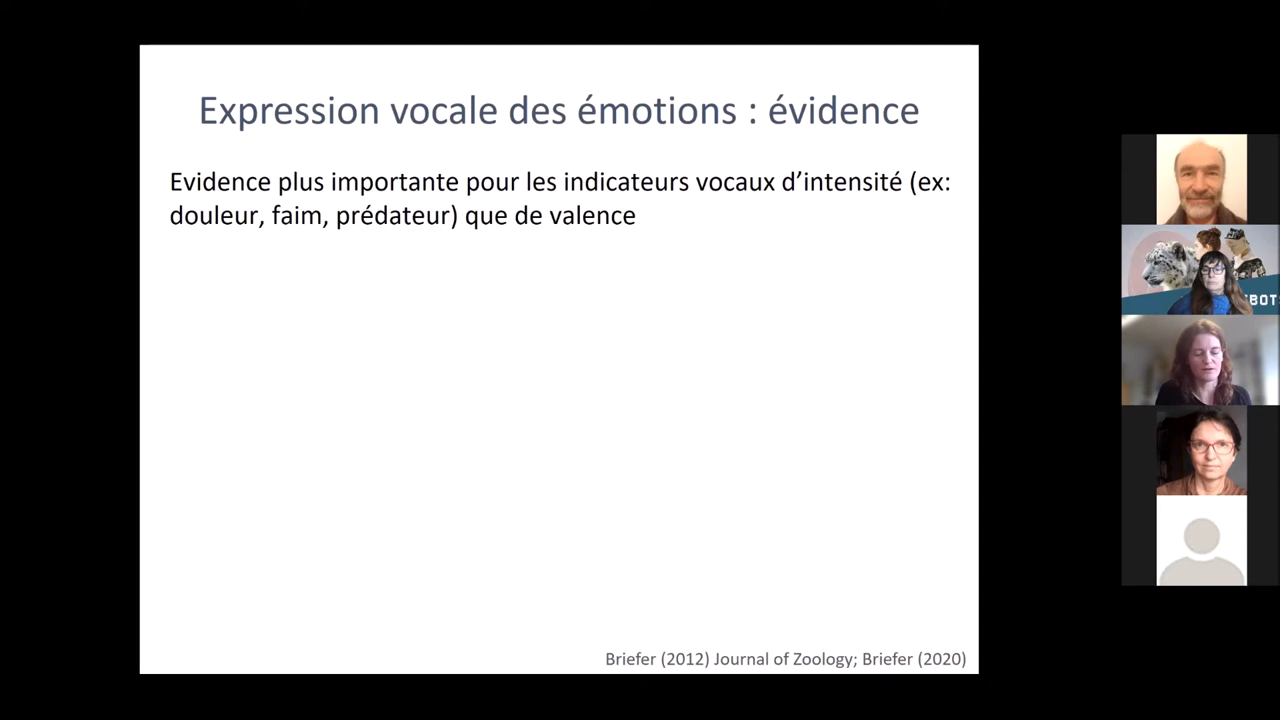 Expression vocale des émotions : évidence
Evidence plus importante pour les indicateurs vocaux d’intensité (ex:
douleur, faim, prédateur) que de valence
Briefer (2012) Journal of Zoology; Briefer (2020)